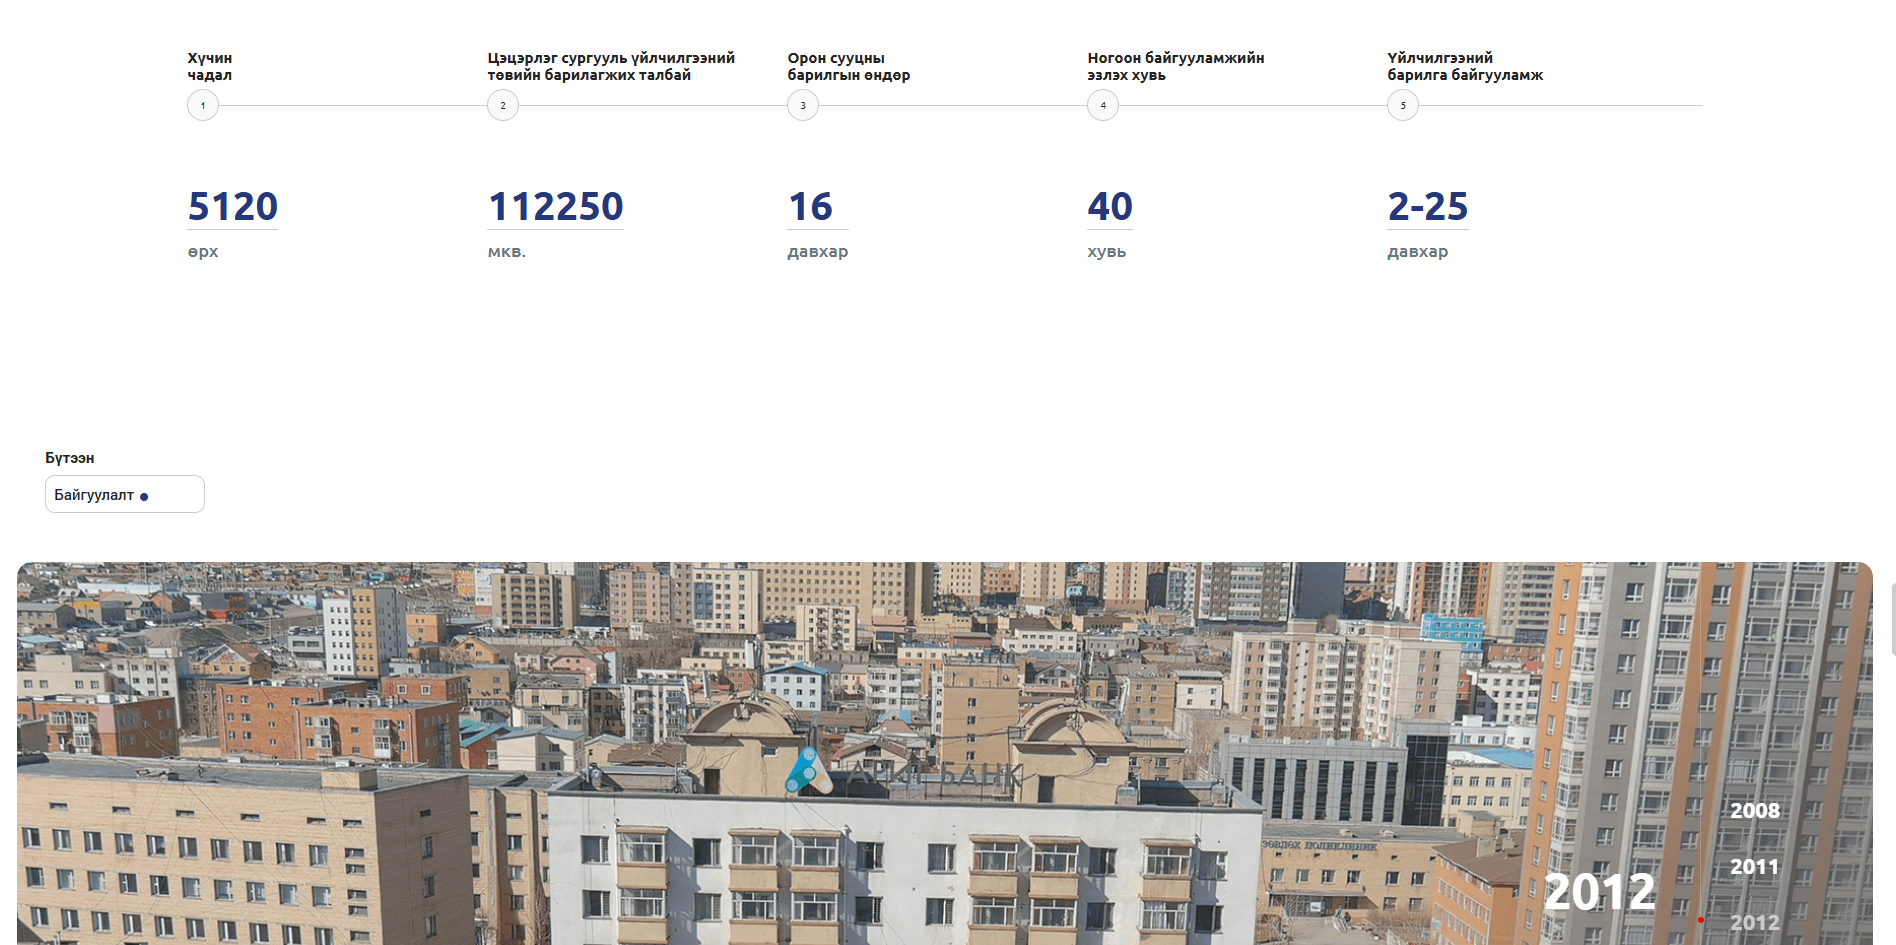 Хүчин
чадал
Цэцэрлэг сургууль үйлчилгээний
төвийн барилагжих талбай
Орон сууцны
барилгын өндөр
Ногоон байгууламжийн
эзлэх хувь
Үйлчилгээний
барилга байгууламж
1
2
3
4
5
5120
өрх
112250
мкв.
16
давхар
40
хувь
2-25
давхар
Бүтээн
Байгуулалт
БАНК
ЗӨВЛӨХ ПОЛИКЛИНИК
2008
2011
2012
2012